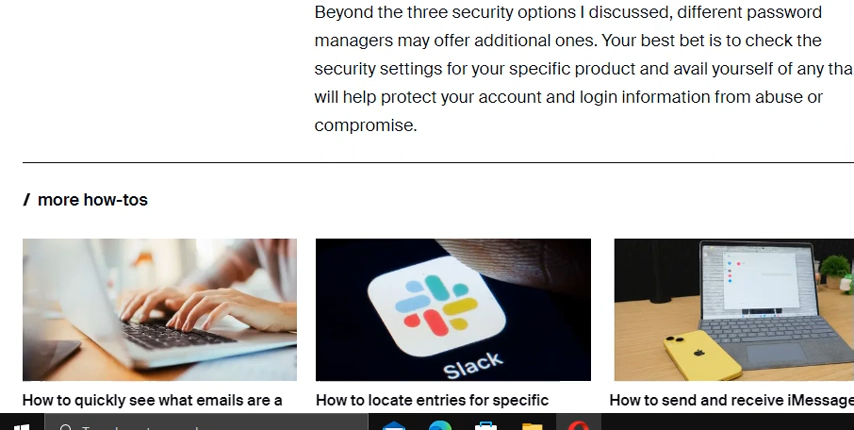 Beyond the three security options I discussed, different password
managers may offer additional ones. Your best bet is to check the
security settings for your specific product and avail yourself of any tha
will help protect your account and login information from abuse or
compromise.
/ more how-tos
Slack
How to quickly see what emails are a
How to locate entries for specific
How to send and receive iMessage